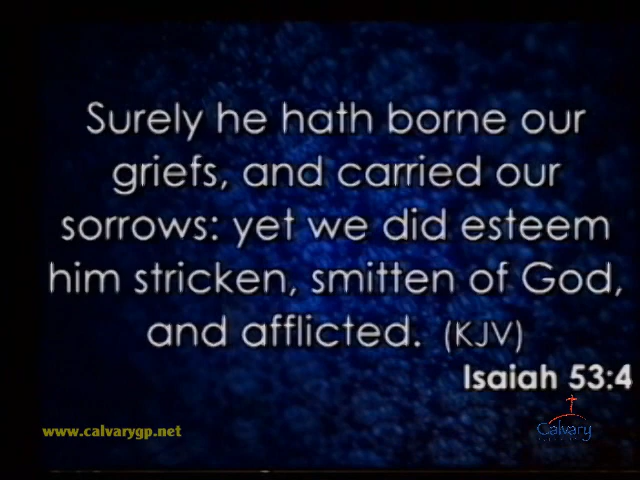 Surely he hath borne our
griefs, and carried our
sorrows: yet we did esteem
him stricken, smitten of God,
and afflicted. (KJV)
Isaiah 53:4
www.calvarygp.net
Calvary